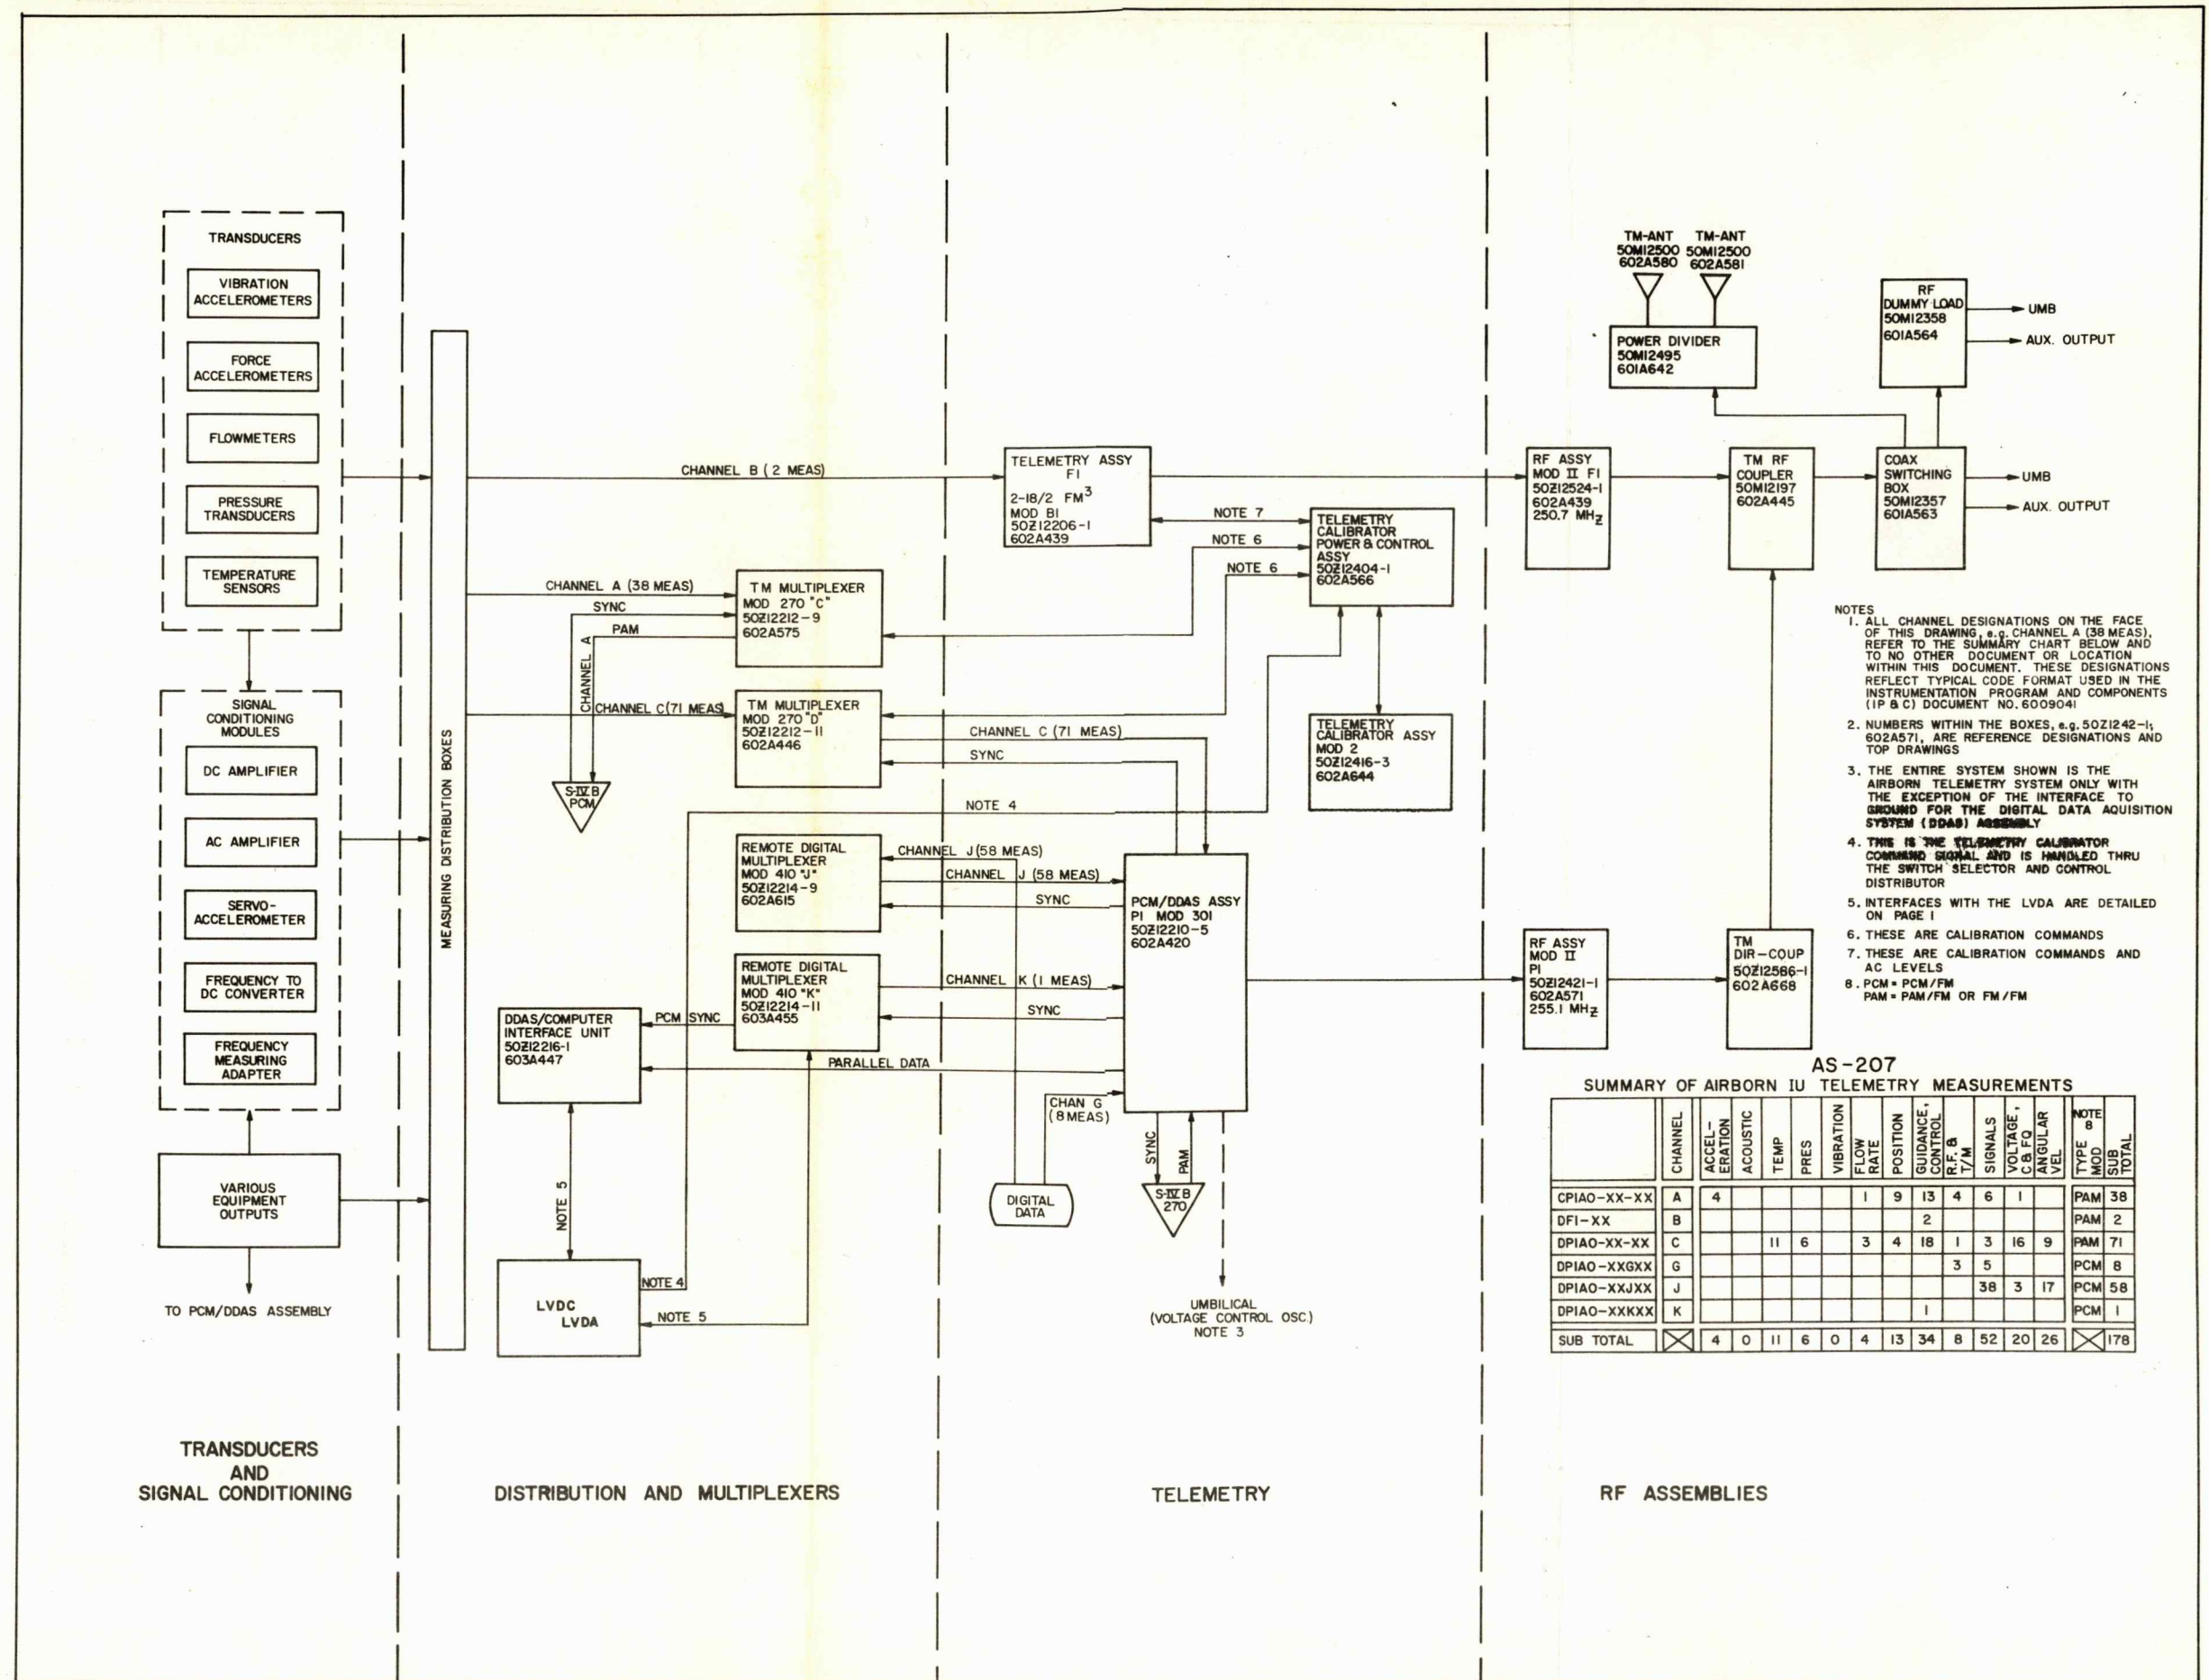 TRANSDUCERS
VIBRATION
ACCELEROMETERS
FORCE
ACCELEROMETERS
FLOWMETERS
PRESSURE
TRANSDUCERS
TEMPERATURE
SENSORS
SIGNAL
CONDITIONING
MODULES
DC AMPLIFIER
AC AMPLIFIER
SERVO-
ACCELEROMETER
FREQUENCY TO
DC CONVERTER
FREQUENCY
MEASURING
ADAPTER
VARIOUS
EQUIPMENT
OUTPUTS
TO PCM/DDAS ASSEMBLY
TRANSDUCERS
AND
SIGNAL CONDITIONING
MEASURING DISTRIBUTION BOXES
CHANNEL B (2 MEAS)
CHANNEL A (38 MEAS)
SYNC
PAM
CHANNEL A
TM MULTIPLEXER
MOD 270 "C"
50Z12212-9
602A575
CHANNEL C (71 MEAS)
TM MULTIPLEXER
MOD 270 "D"
50Z12212-11
602A446
S-IVB
PCM
REMOTE DIGITAL
MULTIPLEXER
MOD 410 "J"
50Z12214-9
602A615
REMOTE DIGITAL
MULTIPLEXER
MOD 410 "K"
50Z12214-11
603A455
DDAS/COMPUTER
INTERFACE UNIT
50Z12216-1
603A447
PCM SYNC
PARALLEL DATA
NOTE 5
LVDC
LVDA
NOTE 4
NOTE 5
DISTRIBUTION AND MULTIPLEXERS
TELEMETRY ASSY
F1
2-18/2 FM3
MOD B1
50Z12206-1
602A439
NOTE 7
NOTE 6
NOTE 6
TELEMETRY
CALIBRATOR
POWER & CONTROL
ASSY
50Z12404-1
602A566
CHANNEL C (71 MEAS)
SYNC
NOTE 4
TELEMETRY
CALIBRATOR ASSY
MOD 2
50Z12416-3
602A644
CHANNEL J (58 MEAS)
CHANNEL J (58 MEAS)
SYNC
CHANNEL K (1 MEAS)
SYNC
PCM/DDAS ASSY
P1 MOD 301
50Z12210-5
602A420
CHAN G
(8 MEAS)
SYNC
PAM
DIGITAL
DATA
S-IVB
270
UMBILICAL
(VOLTAGE CONTROL OSC.)
NOTE 3
TELEMETRY
TM-ANT
50M12500
602A580
TM-ANT
50M12500
602A581
POWER DIVIDER
50M12495
601A642
RF
DUMMY LOAD
50M12358
601A564
UMB
AUX. OUTPUT
RF ASSY
MOD II F1
50Z12524-1
602A439
250.7 MHZ
TM RF
COUPLER
50M12197
602A445
COAX
SWITCHING
BOX
50M12357
601A563
UMB
AUX. OUTPUT
RF ASSY
MOD II
P1
50Z12421-1
602A571
255.1 MHZ
TM
DIR-COUP
50Z12586-1
602A668
NOTES
1. ALL CHANNEL DESIGNATIONS ON THE FACE
OF THIS DRAWING, e.g. CHANNEL A (38 MEAS),
REFER TO THE SUMMARY CHART BELOW AND
TO NO OTHER DOCUMENT OR LOCATION
WITHIN THIS DOCUMENT. THESE DESIGNATIONS
REFLECT TYPICAL CODE FORMAT USED IN THE
INSTRUMENTATION PROGRAM AND COMPONENTS
(IP & C) DOCUMENT NO. 6009041
2. NUMBERS WITHIN THE BOXES, e.g. 50Z1242-1;
602A571, ARE REFERENCE DESIGNATIONS AND
TOP DRAWINGS
3. THE ENTIRE SYSTEM SHOWN IS THE
AIRBORN TELEMETRY SYSTEM ONLY WITH
THE EXCEPTION OF THE INTERFACE TO
GROUND FOR THE DIGITAL DATA AQUISITION
SYSTEM (DDAS) ASSEMBLY
4. THIS IS THE TELEMETRY CALIBRATOR
COMMAND SIGNAL AND IS HANDLED THRU
THE SWITCH SELECTOR AND CONTROL
DISTRIBUTOR
5. INTERFACES WITH THE LVDA ARE DETAILED
ON PAGE 1
6. THESE ARE CALIBRATION COMMANDS
7. THESE ARE CALIBRATION COMMANDS AND
AC LEVELS
8. PCM = PCM/FM
PAM = PAM/FM OR FM/FM
AS-207
SUMMARY OF AIRBORN IU TELEMETRY MEASUREMENTS
CHANNEL ACCEL-ERATION ACOUSTIC TEMP PRES VIBRATION FLOW RATE POSITION GUIDANCE, CONTROL R.F. & T/M SIGNALS VOLTAGE, C & FQ ANGULAR VEL NOTE 8 TYPE MOD SUB TOTAL
CPIAO-XX-XX A 4 1 9 13 4 6 1 PAM 38
DFI-XX B 2 PAM 2
DPIAO-XX-XX C 11 6 3 4 18 1 3 16 9 PAM 71
DPIAO-XXGXX G 3 5 PCM 8
DPIAO-XXJXX J 38 3 17 PCM 58
DPIAO-XXKXX K 1 PCM 1
SUB TOTAL 4 0 11 6 0 4 13 34 8 52 20 26 178
RF ASSEMBLIES